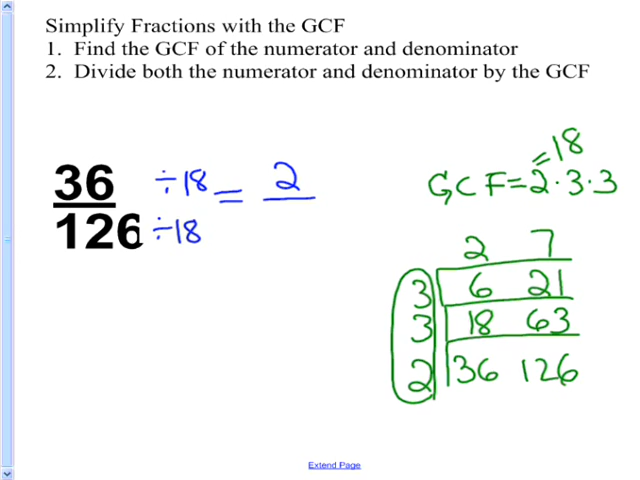 Simplify Fractions with the GCF
1. Find the GCF of the numerator and denominator
2. Divide both the numerator and denominator by the GCF
=18
GCF=2·3·3
36 ÷18 = 2
126 ÷18
2 7
3 6 21
3 18 63
2 36 126
Extend Page